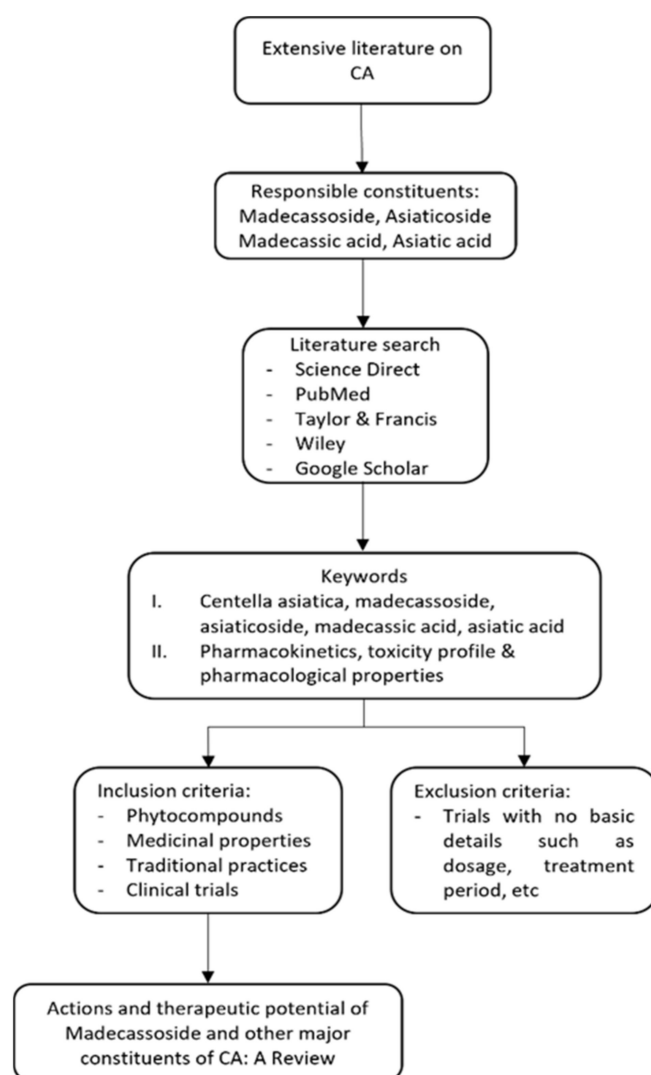 Extensive literature on
CA
Responsible constituents:
Madecassoside, Asiaticoside
Madecassic acid, Asiatic acid
Literature search
- Science Direct
- PubMed
- Taylor & Francis
- Wiley
- Google Scholar
Keywords
I. Centella asiatica, madecassoside,
asiaticoside, madecassic acid, asiatic acid
II. Pharmacokinetics, toxicity profile &
pharmacological properties
Inclusion criteria:
- Phytocompounds
- Medicinal properties
- Traditional practices
- Clinical trials
Exclusion criteria:
- Trials with no basic
details such as
dosage, treatment
period, etc
Actions and therapeutic potential of
Madecassoside and other major
constituents of CA: A Review